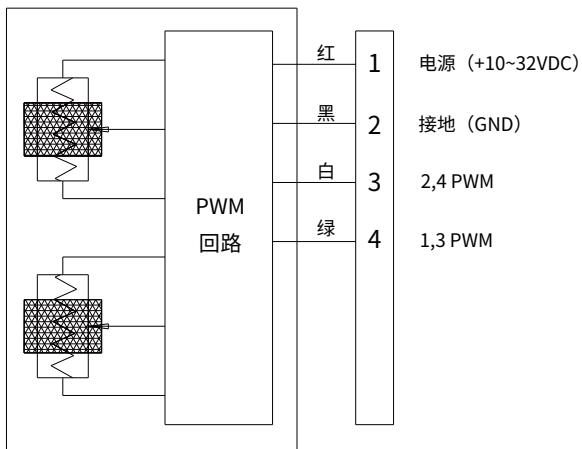 红 1 电源（+10~32VDC）
黑 2 接地（GND）
白 3 2,4 PWM
PWM
回路
绿 4 1,3 PWM